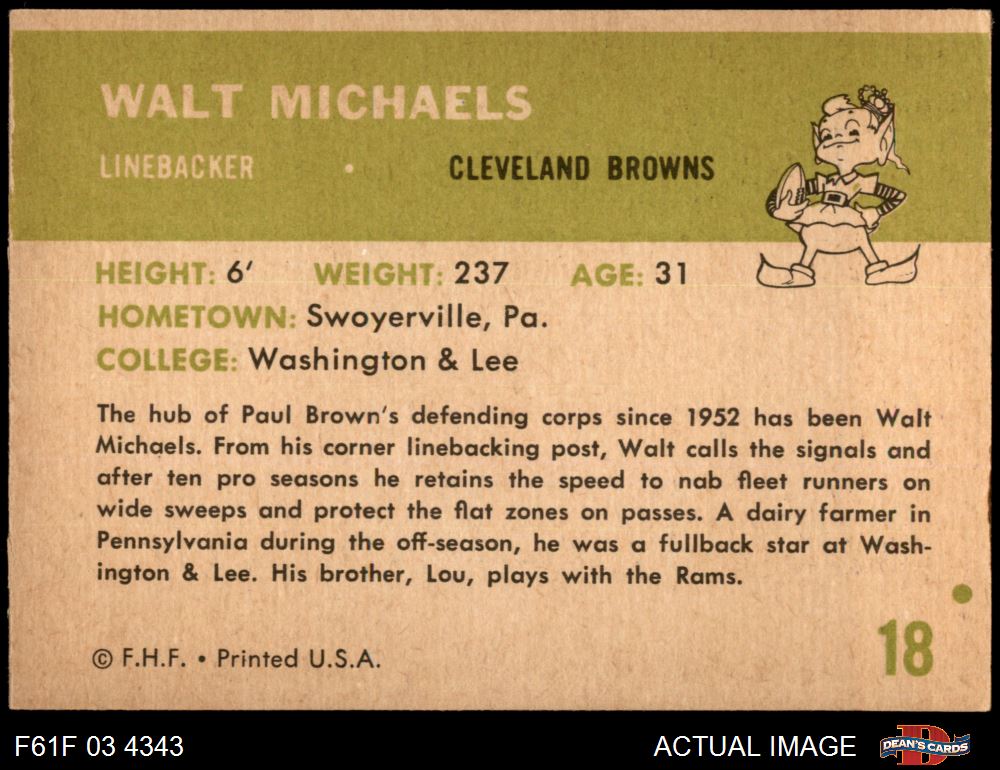 WALT MICHAELS
LINEBACKER • CLEVELAND BROWNS
HEIGHT: 6' WEIGHT: 237 AGE: 31
HOMETOWN: Swoyerville, Pa.
COLLEGE: Washington & Lee
The hub of Paul Brown's defending corps since 1952 has been Walt
Michaels. From his corner linebacking post, Walt calls the signals and
after ten pro seasons he retains the speed to nab fleet runners on
wide sweeps and protect the flat zones on passes. A dairy farmer in
Pennsylvania during the off-season, he was a fullback star at Wash-
ington & Lee. His brother, Lou, plays with the Rams.
© F.H.F. • Printed U.S.A.
18
F61F 03 4343
ACTUAL IMAGE
DEAN'S CARDS